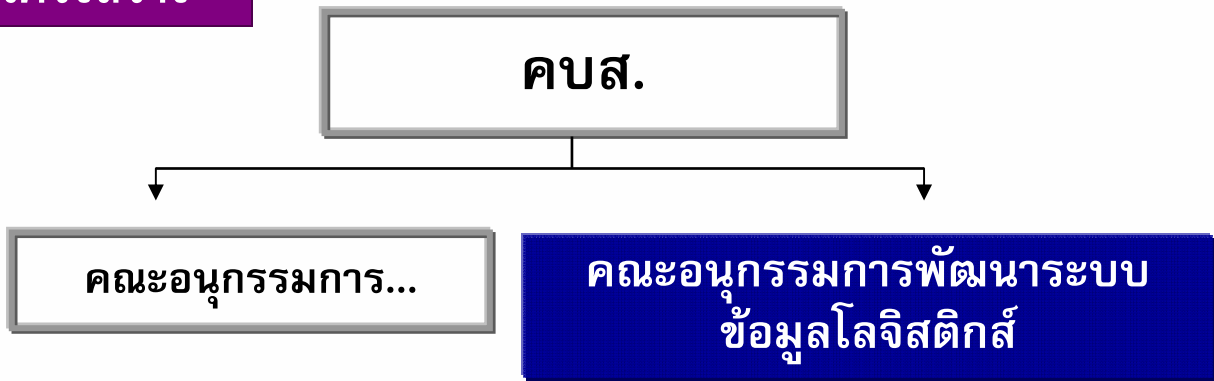 คบส.
คณะอนุกรรมการ...
คณะอนุกรรมการพัฒนาระบบ
ข้อมูลโลจิสติกส์